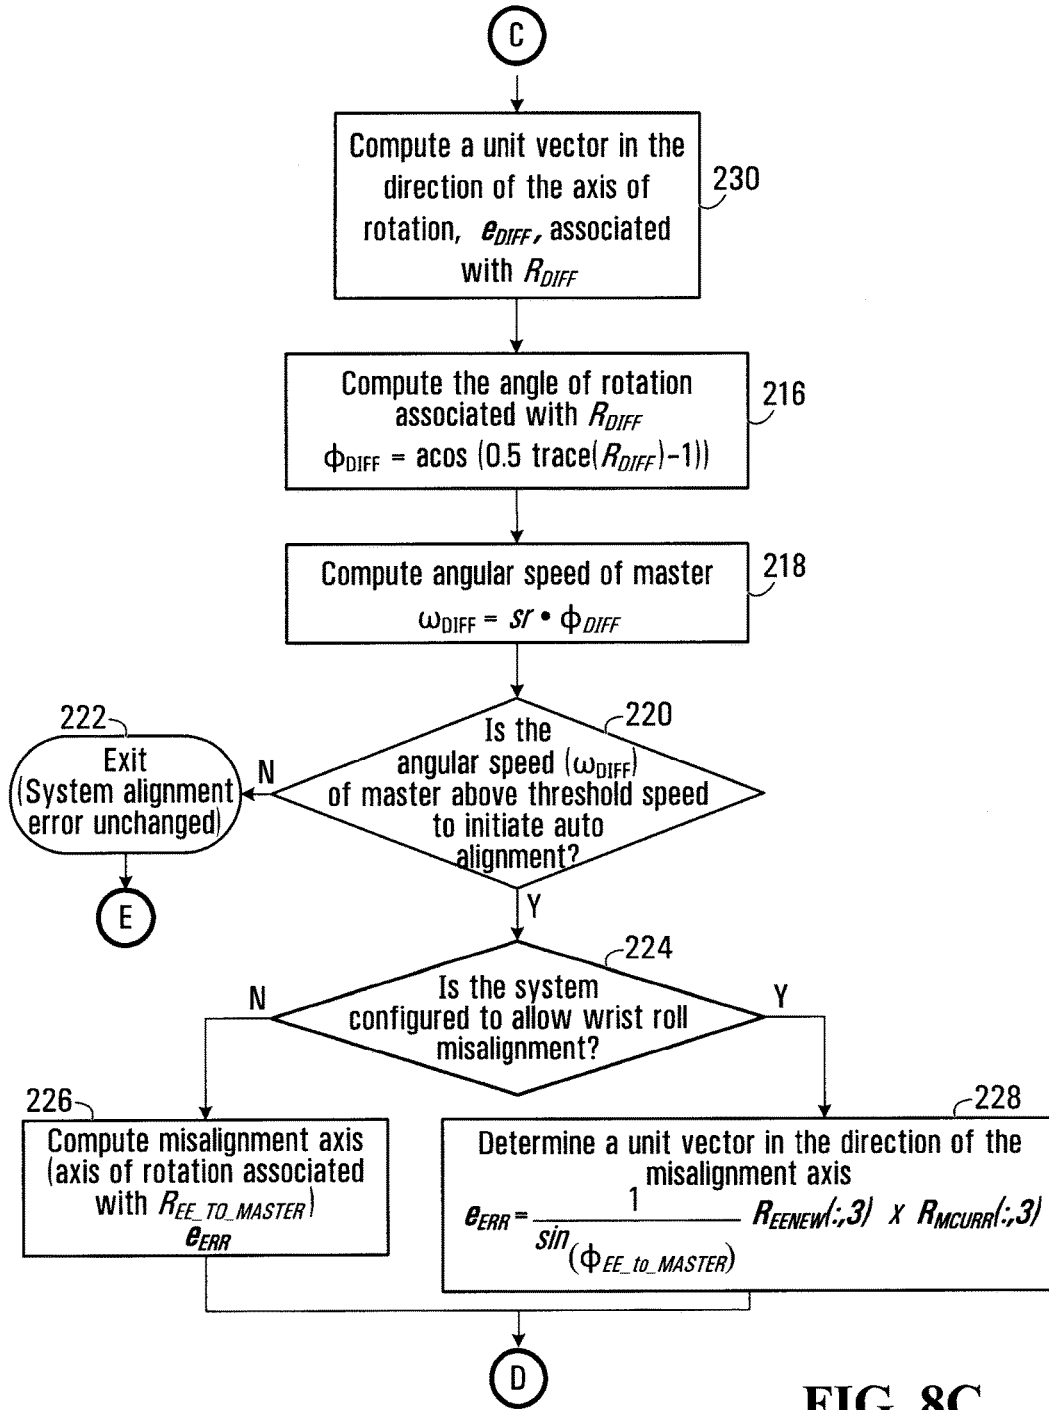 C
Compute a unit vector in the
direction of the axis of
rotation, e_DIFF, associated
with R_DIFF
230
Compute the angle of rotation
associated with R_DIFF
ϕ_DIFF = acos (0.5 trace(R_DIFF)-1))
216
Compute angular speed of master
ω_DIFF = sr • ϕ_DIFF
218
220
Is the
angular speed (ω_DIFF)
of master above threshold speed
to initiate auto
alignment?
N
222
Exit
(System alignment
error unchanged)
E
Y
224
Is the system
configured to allow wrist roll
misalignment?
N
Y
226
Compute misalignment axis
(axis of rotation associated
with R_EE_TO_MASTER)
e_ERR
228
Determine a unit vector in the direction of the
misalignment axis
e_ERR = 1 / sin(ϕ_EE_to_MASTER) R_EENEW(:,3) x R_MCURR(:,3)
D
FIG. 8C